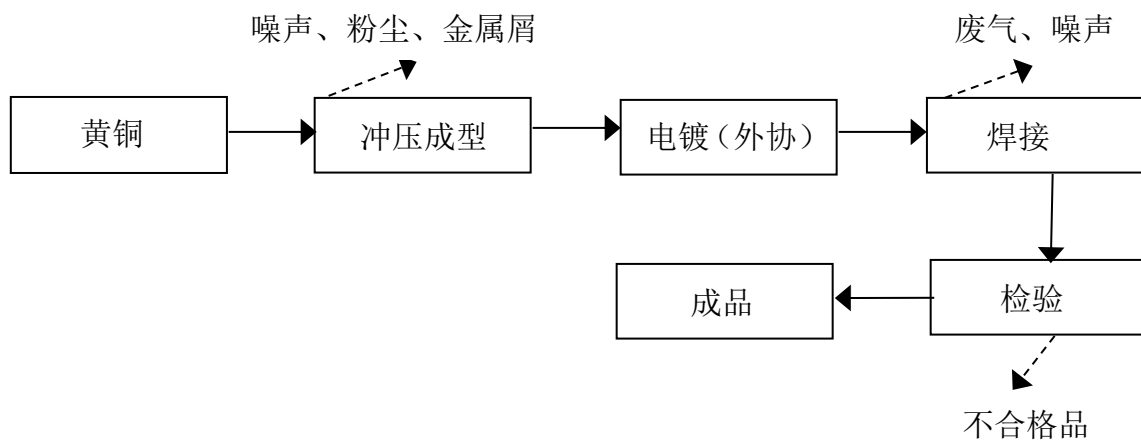 噪声、粉尘、金属屑
废气、噪声
黄铜
冲压成型
电镀（外协）
焊接
成品
检验
不合格品